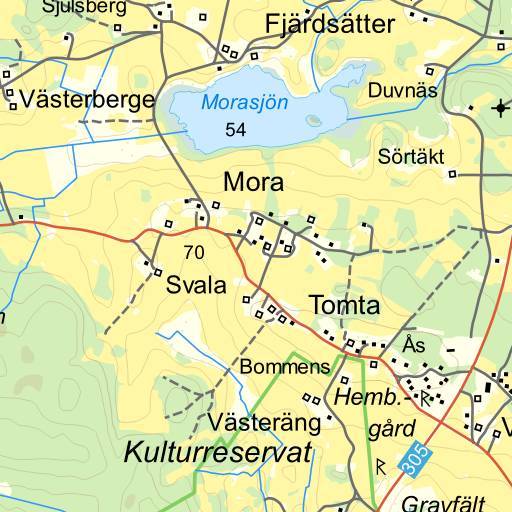 Sjulsberg
Fjärdsätter
Västerberge
Morasjön
54
Duvnäs
Sörtäkt
Mora
70
Svala
Tomta
Ås
Bommens
Hemb.-
gård
Västeräng
Kulturreservat
305
Gravfält